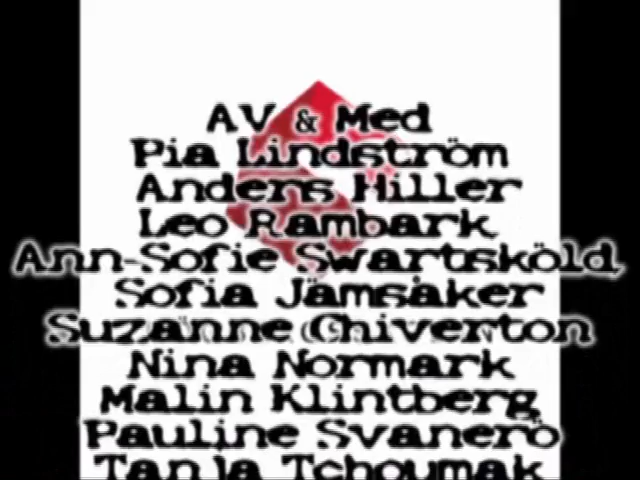 AV & Med
Pia Lindström
Anders Hiller
Leo Rambark
Ann-Sofie Swartsköld
Sofia Jämsåker
Suzanne Chiverton
Nina Normark
Malin Klintberg
Pauline Svanerö
Tanja Tchoumak